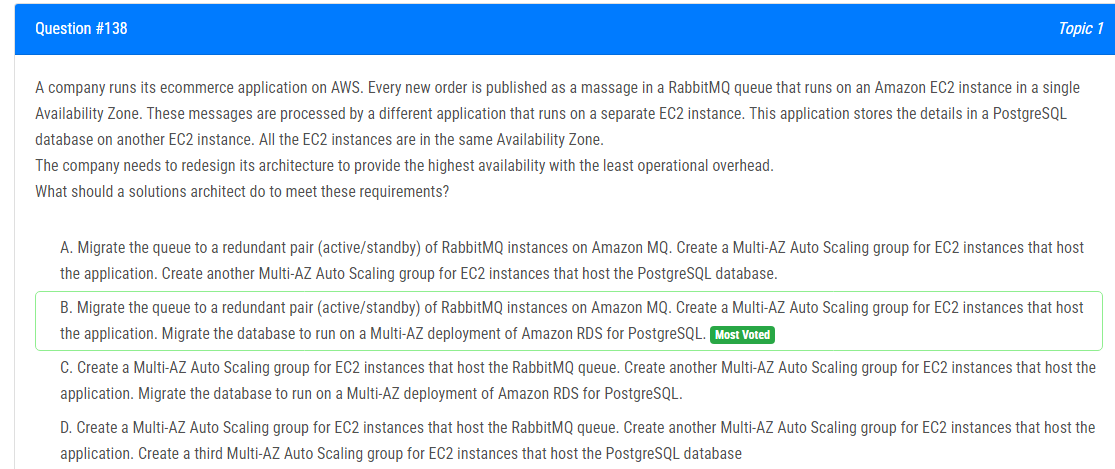 Question #138
Topic 1
A company runs its ecommerce application on AWS. Every new order is published as a massage in a RabbitMQ queue that runs on an Amazon EC2 instance in a single
Availability Zone. These messages are processed by a different application that runs on a separate EC2 instance. This application stores the details in a PostgreSQL
database on another EC2 instance. All the EC2 instances are in the same Availability Zone.
The company needs to redesign its architecture to provide the highest availability with the least operational overhead.
What should a solutions architect do to meet these requirements?
A. Migrate the queue to a redundant pair (active/standby) of RabbitMQ instances on Amazon MQ. Create a Multi-AZ Auto Scaling group for EC2 instances that host
the application. Create another Multi-AZ Auto Scaling group for EC2 instances that host the PostgreSQL database.
B. Migrate the queue to a redundant pair (active/standby) of RabbitMQ instances on Amazon MQ. Create a Multi-AZ Auto Scaling group for EC2 instances that host
the application. Migrate the database to run on a Multi-AZ deployment of Amazon RDS for PostgreSQL. Most Voted
C. Create a Multi-AZ Auto Scaling group for EC2 instances that host the RabbitMQ queue. Create another Multi-AZ Auto Scaling group for EC2 instances that host the
application. Migrate the database to run on a Multi-AZ deployment of Amazon RDS for PostgreSQL.
D. Create a Multi-AZ Auto Scaling group for EC2 instances that host the RabbitMQ queue. Create another Multi-AZ Auto Scaling group for EC2 instances that host the
application. Create a third Multi-AZ Auto Scaling group for EC2 instances that host the PostgreSQL database